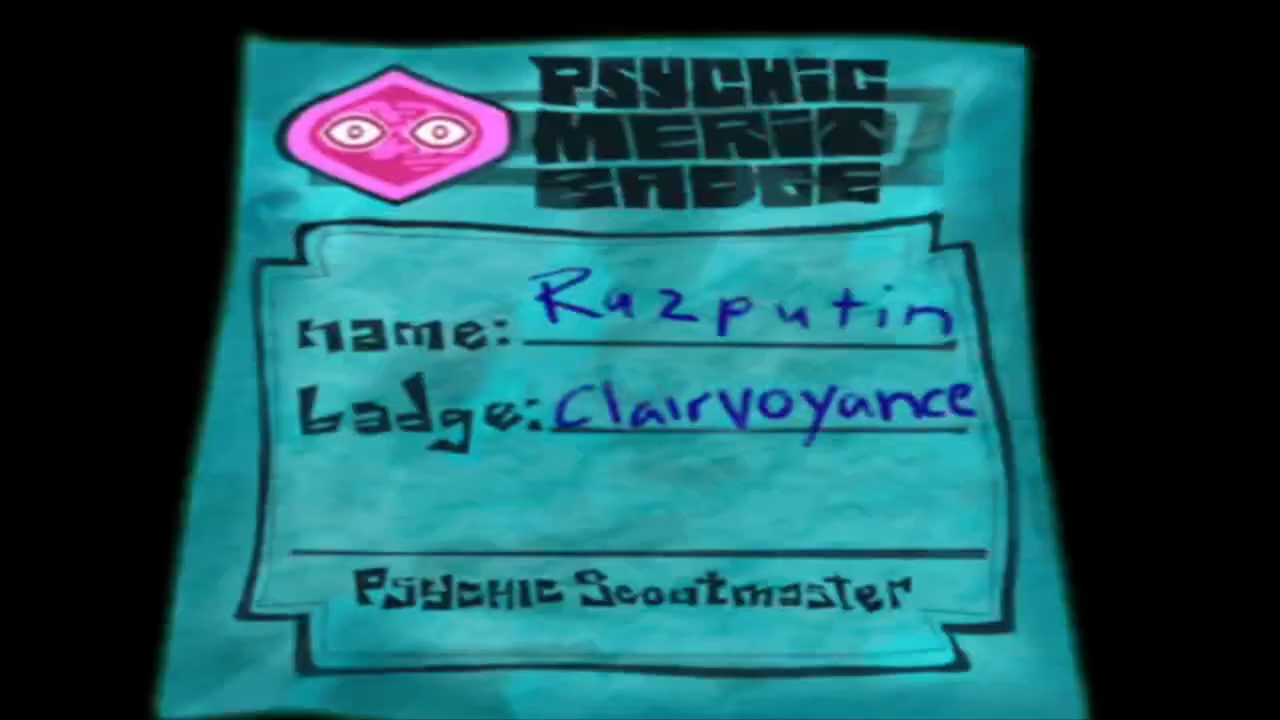 PSYCHiC
MERiT
BADGE
name: Razputin
badge: Clairvoyance
PSYCHIC Scoutmaster